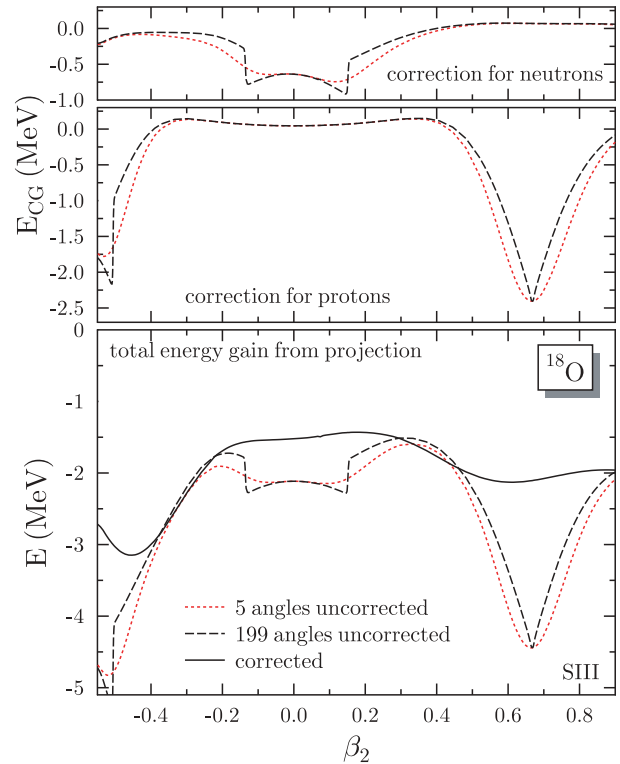 0.0
-0.5
-1.0
correction for neutrons
0.0
-0.5
-1.0
-1.5
-2.0
-2.5
E_CG (MeV)
correction for protons
0
-1
-2
-3
-4
-5
E (MeV)
total energy gain from projection
¹⁸O
5 angles uncorrected
199 angles uncorrected
corrected
SIII
-0.4 -0.2 0.0 0.2 0.4 0.6 0.8
β₂